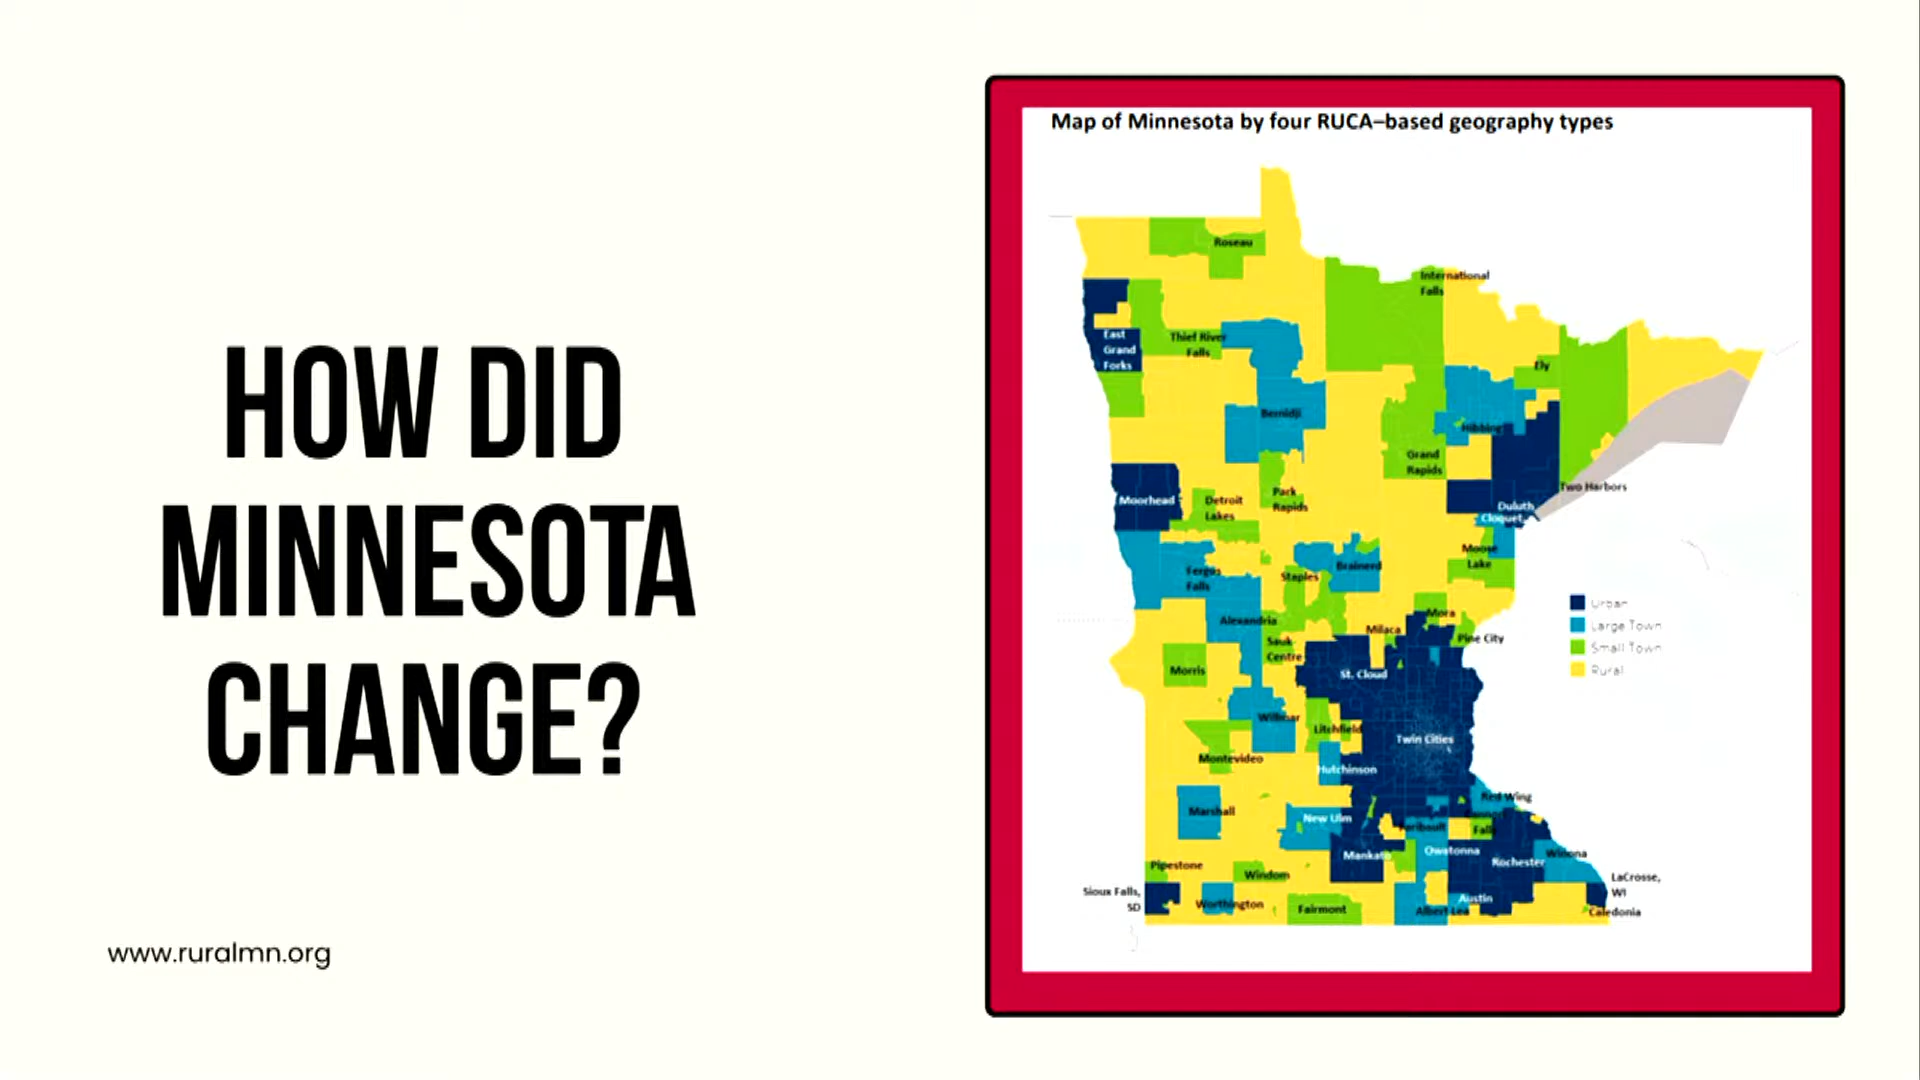 HOW DID
MINNESOTA
CHANGE?
www.ruralmn.org
Map of Minnesota by four RUCA–based geography types
Roseau
International
Falls
East
Grand
Forks
Thief River
Falls
Ely
Bemidji
Hibbing
Grand
Rapids
Two Harbors
Moorhead
Detroit
Lakes
Park
Rapids
Duluth
Cloquet
Moose
Lake
Fergus
Falls
Staples
Brainerd
Alexandria
Mora
Milaca
Pine City
Sauk
Centre
Morris
St. Cloud
Urban
Large Town
Small Town
Rural
Willmar
Litchfield
Twin Cities
Montevideo
Hutchinson
Red Wing
Marshall
New Ulm
Faribault
Falls
Mankato
Owatonna
Rochester
Winona
Pipestone
Windom
LaCrosse,
WI
Sioux Falls,
SD
Worthington
Fairmont
Albert Lea
Austin
Caledonia